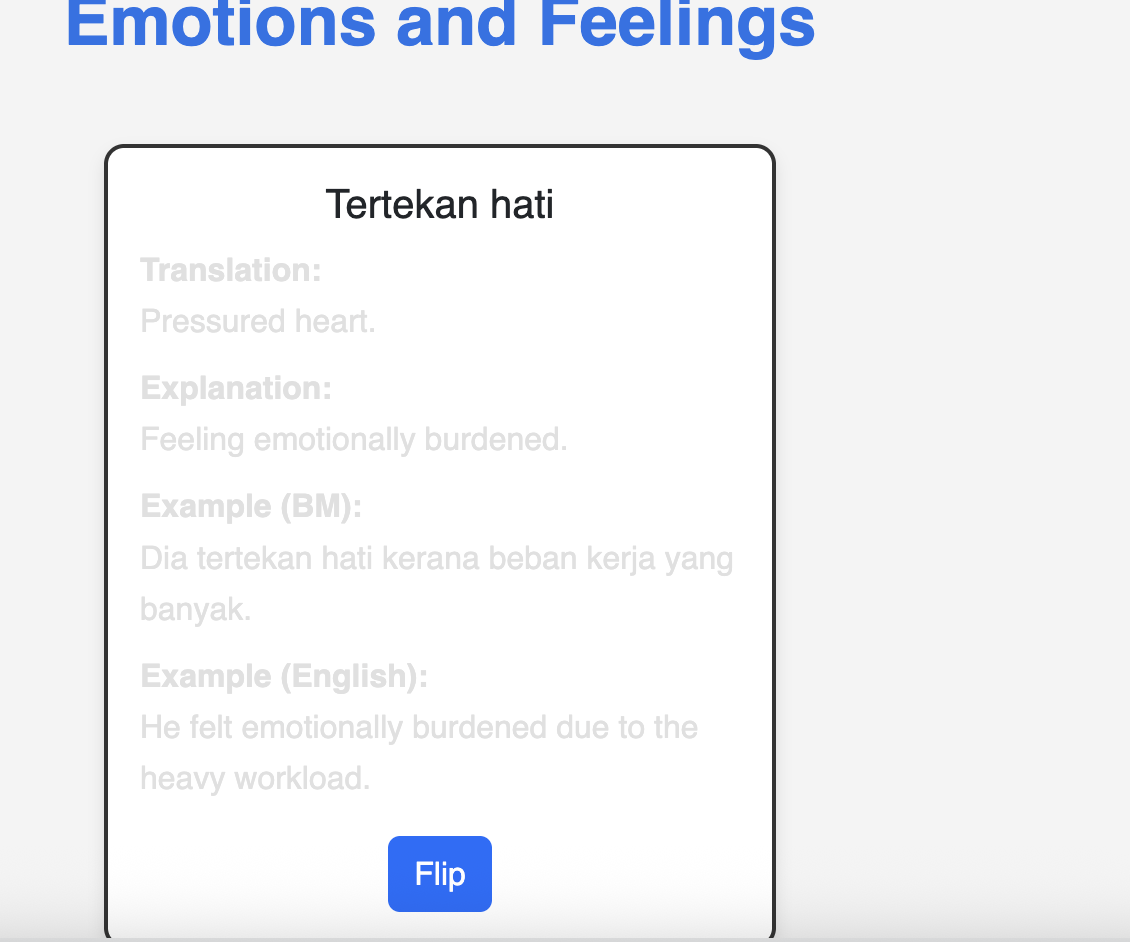 Emotions and Feelings
Tertekan hati
Translation:
Pressured heart.
Explanation:
Feeling emotionally burdened.
Example (BM):
Dia tertekan hati kerana beban kerja yang
banyak.
Example (English):
He felt emotionally burdened due to the
heavy workload.
Flip